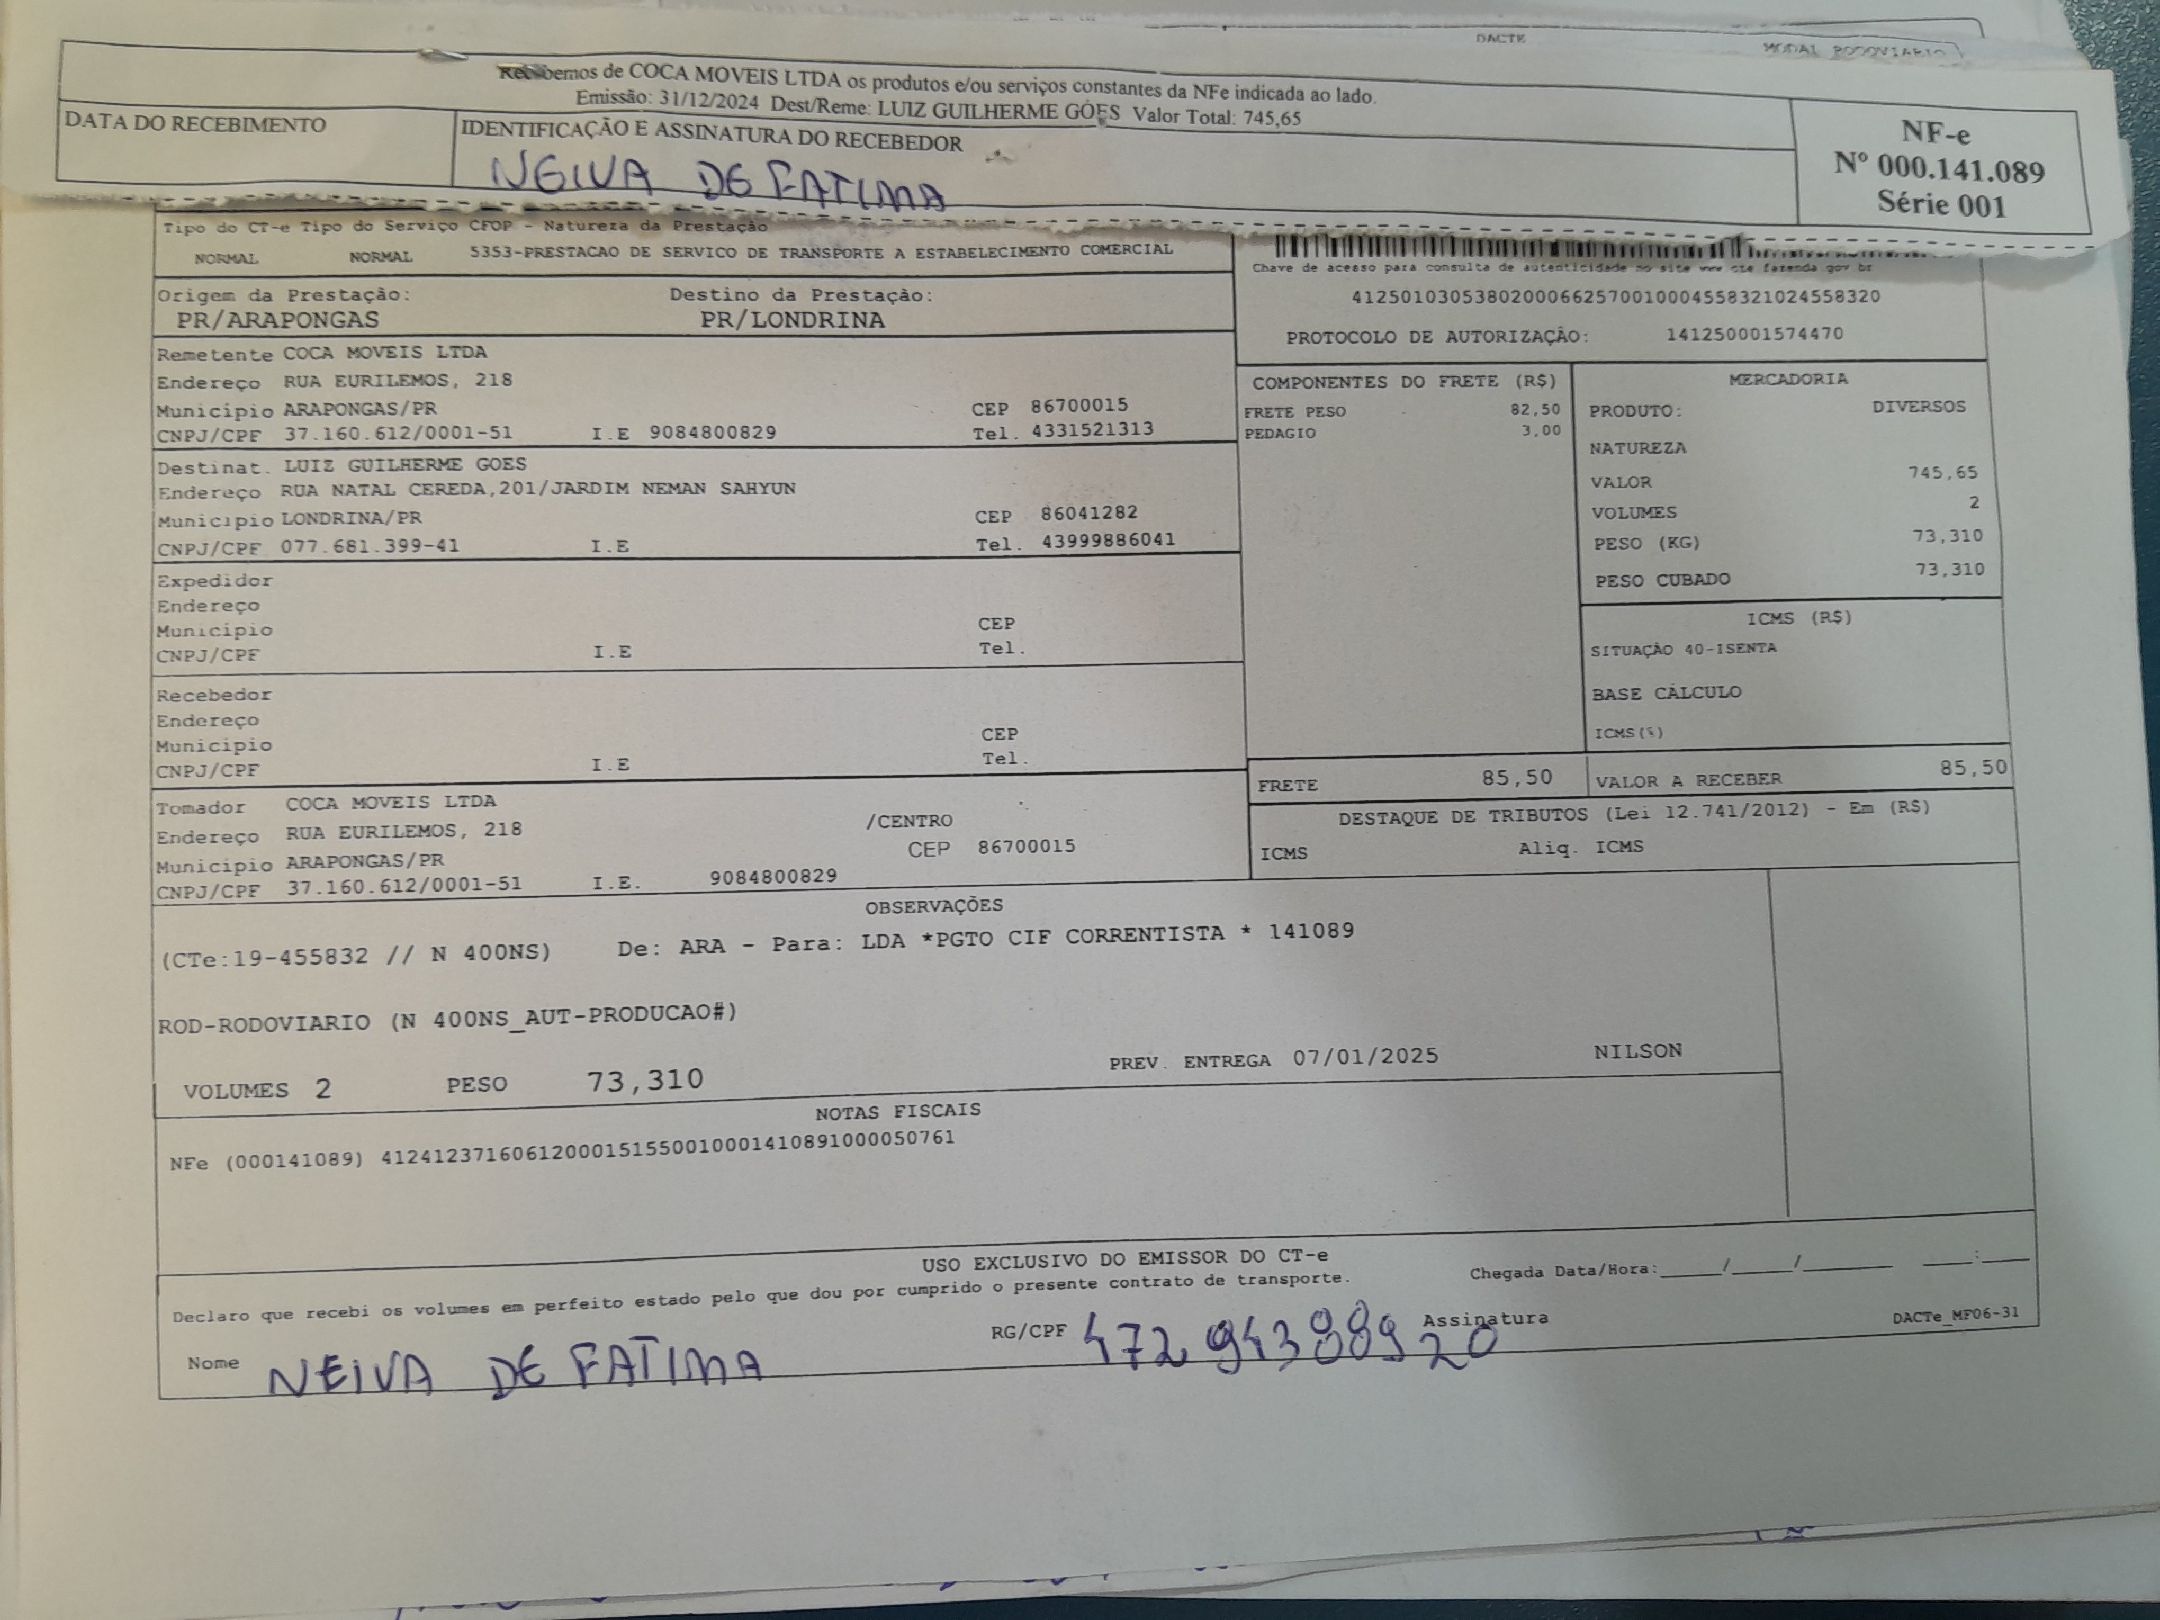 DACTE
MODAL RODOVIARIO
Recebemos de COCA MOVEIS LTDA os produtos e/ou serviços constantes da NFe indicada ao lado.
Emissão: 31/12/2024 Dest/Reme: LUIZ GUILHERME GÓES Valor Total: 745,65
DATA DO RECEBIMENTO
IDENTIFICAÇÃO E ASSINATURA DO RECEBEDOR
NEIVA DE FATIMA
NF-e
Nº 000.141.089
Série 001
Tipo do CT-e Tipo do Serviço CFOP - Natureza da Prestação
NORMAL NORMAL 5353-PRESTACAO DE SERVICO DE TRANSPORTE A ESTABELECIMENTO COMERCIAL
Chave de acesso para consulta de autenticidade no site www cte fazenda gov br
41250103053802000662570010004558321024558320
PROTOCOLO DE AUTORIZAÇÃO: 141250001574470
Origem da Prestação: Destino da Prestação:
PR/ARAPONGAS PR/LONDRINA
Remetente COCA MOVEIS LTDA
Endereço RUA EURILEMOS, 218
Município ARAPONGAS/PR CEP 86700015
CNPJ/CPF 37.160.612/0001-51 I.E 9084800829 Tel. 4331521313
Destinat. LUIZ GUILHERME GOES
Endereço RUA NATAL CEREDA,201/JARDIM NEMAN SAHYUN
Município LONDRINA/PR CEP 86041282
CNPJ/CPF 077.681.399-41 I.E Tel. 43999886041
Expedidor
Endereço
Município CEP
CNPJ/CPF I.E Tel.
Recebedor
Endereço
Município CEP
CNPJ/CPF I.E Tel.
Tomador COCA MOVEIS LTDA
Endereço RUA EURILEMOS, 218 /CENTRO
Município ARAPONGAS/PR CEP 86700015
CNPJ/CPF 37.160.612/0001-51 I.E. 9084800829
COMPONENTES DO FRETE (R$)
FRETE PESO 82,50
PEDAGIO 3,00
MERCADORIA
PRODUTO: DIVERSOS
NATUREZA
VALOR 745,65
VOLUMES 2
PESO (KG) 73,310
PESO CUBADO 73,310
ICMS (R$)
SITUAÇÃO 40-ISENTA
BASE CÁLCULO
ICMS(%)
FRETE 85,50 VALOR A RECEBER 85,50
DESTAQUE DE TRIBUTOS (Lei 12.741/2012) - Em (R$)
ICMS Aliq. ICMS
OBSERVAÇÕES
(CTe:19-455832 // N 400NS) De: ARA - Para: LDA *PGTO CIF CORRENTISTA * 141089
ROD-RODOVIARIO (N 400NS_AUT-PRODUCAO#)
VOLUMES 2 PESO 73,310 PREV. ENTREGA 07/01/2025 NILSON
NOTAS FISCAIS
NFe (000141089) 41241237160612000151550010001410891000050761
USO EXCLUSIVO DO EMISSOR DO CT-e
Declaro que recebi os volumes em perfeito estado pelo que dou por cumprido o presente contrato de transporte. Chegada Data/Hora:_____/_____/_______ ____:____
Nome NEIVA DE FATIMA RG/CPF 47294388920 Assinatura DACTe_MF06-31